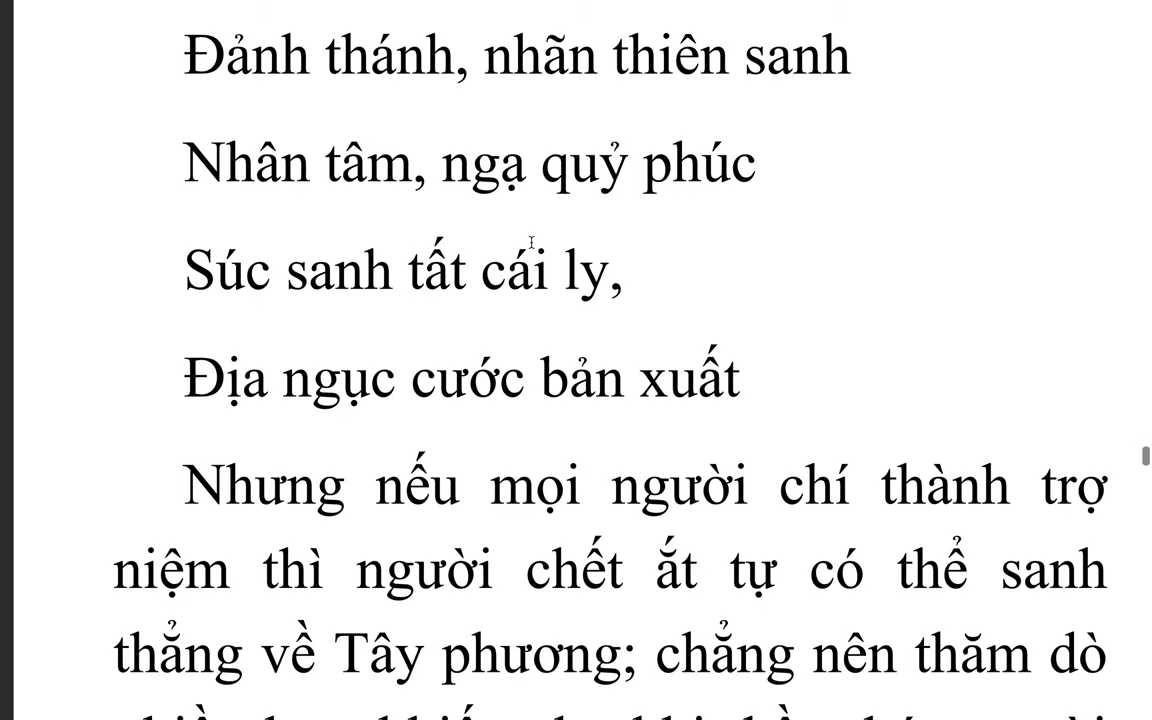 Đảnh thánh, nhãn thiên sanh
Nhân tâm, ngạ quỷ phúc
Súc sanh tất cái ly,
Địa ngục cước bản xuất
Nhưng nếu mọi người chí thành trợ
niệm thì người chết ắt tự có thể sanh
thẳng về Tây phương; chẳng nên thăm dò